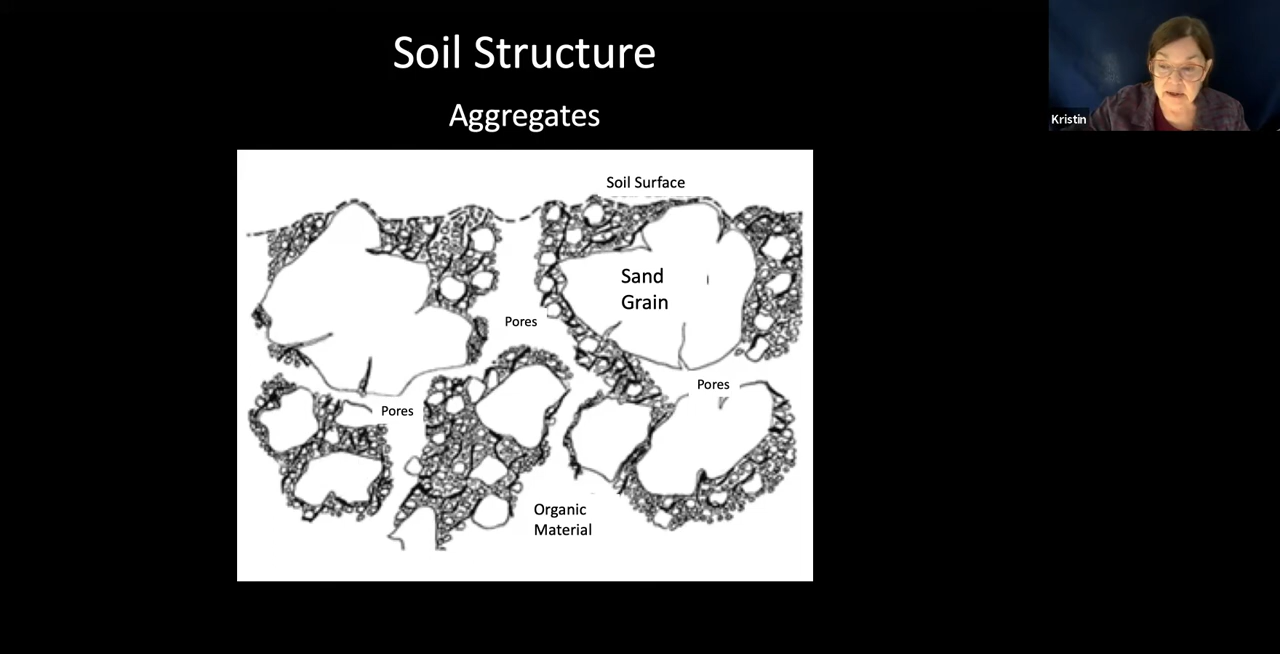 Soil Structure
Aggregates
Kristin
Soil Surface
Sand
Grain
Pores
Pores
Pores
Organic
Material